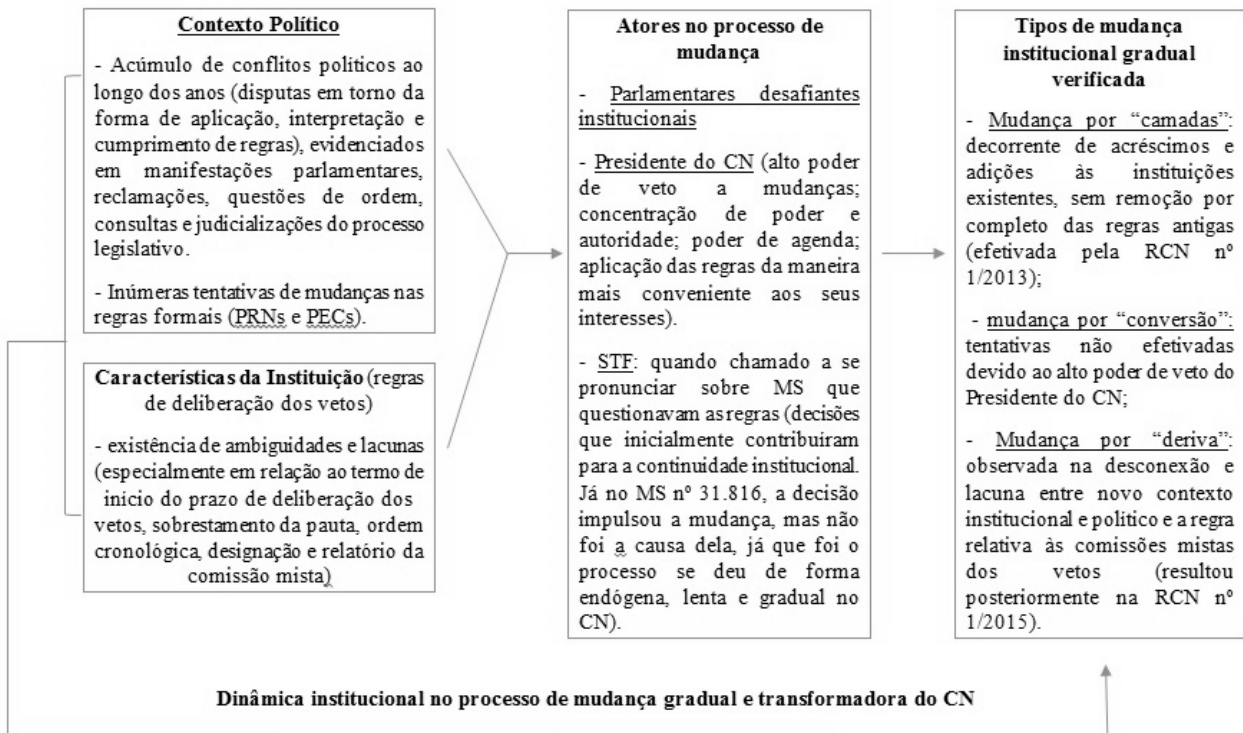 Contexto Político
- Acúmulo de conflitos políticos ao
longo dos anos (disputas em torno da
forma de aplicação, interpretação e
cumprimento de regras), evidenciados
em manifestações parlamentares,
reclamações, questões de ordem,
consultas e judicializações do processo
legislativo.
- Inúmeras tentativas de mudanças nas
regras formais (PRNs e PECs).
Características da Instituição (regras
de deliberação dos vetos)
- existência de ambiguidades e lacunas
(especialmente em relação ao termo de
início do prazo de deliberação dos
vetos, sobrestamento da pauta, ordem
cronológica, designação e relatório da
comissão mista)
Atores no processo de
mudança
- Parlamentares desafiantes
institucionais
- Presidente do CN (alto poder
de veto a mudanças;
concentração de poder e
autoridade; poder de agenda;
aplicação das regras da maneira
mais conveniente aos seus
interesses).
- STF: quando chamado a se
pronunciar sobre MS que
questionavam as regras (decisões
que inicialmente contribuiram
para a continuidade institucional.
Já no MS nº 31.816, a decisão
impulsou a mudança, mas não
foi a causa dela, já que foi o
processo se deu de forma
endógena, lenta e gradual no
CN).
Tipos de mudança
institucional gradual
verificada
- Mudança por “camadas”:
decorrente de acréscimos e
adições às instituições
existentes, sem remoção por
completo das regras antigas
(efetivada pela RCN nº
1/2013);
- mudança por “conversão”:
tentativas não efetivadas
devido ao alto poder de veto do
Presidente do CN;
- Mudança por “deriva”:
observada na desconexão e
lacuna entre novo contexto
institucional e politico e a regra
relativa às comissões mistas
dos vetos (resultou
posteriormente na RCN nº
1/2015).
Dinâmica institucional no processo de mudança gradual e transformadora do CN